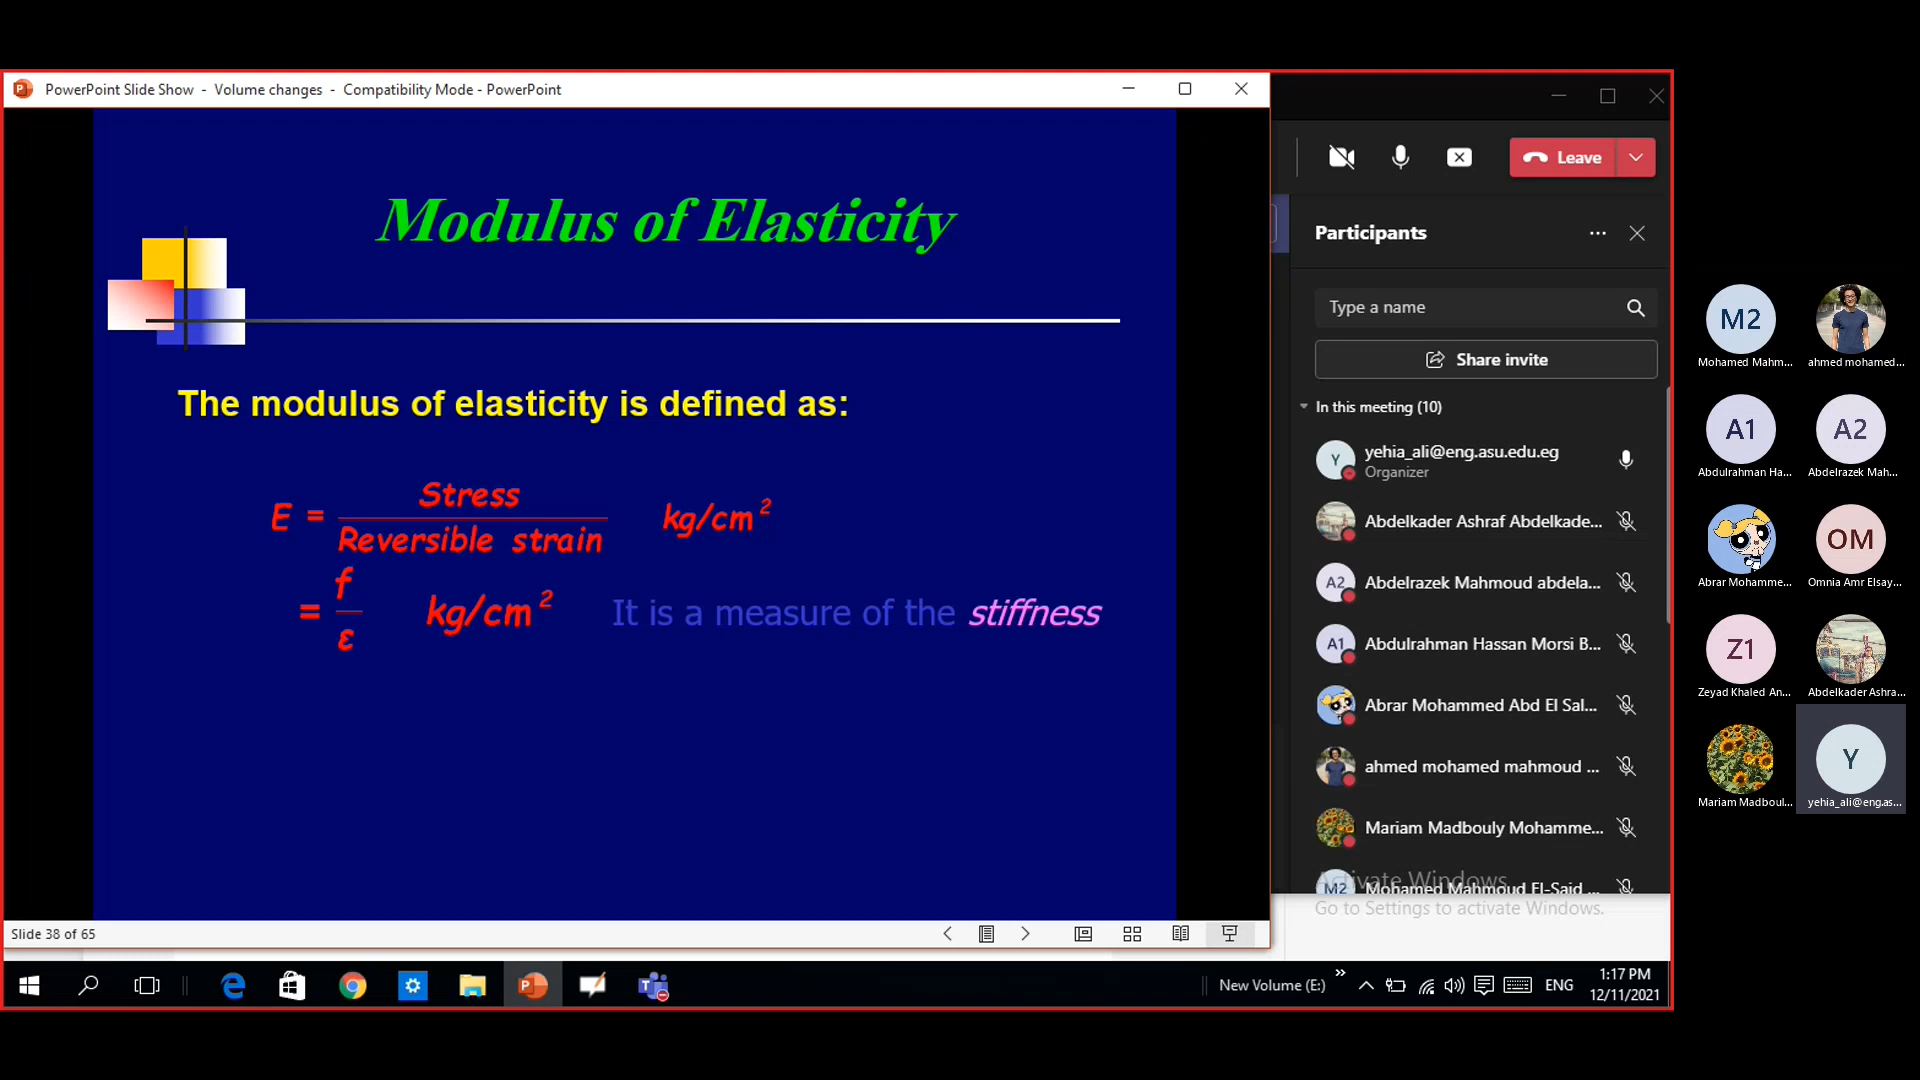 PowerPoint Slide Show - Volume changes - Compatibility Mode - PowerPoint
Modulus of Elasticity
The modulus of elasticity is defined as:
E = Stress / Reversible strain kg/cm²
= f / ε kg/cm² It is a measure of the stiffness
Slide 38 of 65
Leave
Participants
Type a name
Share invite
In this meeting (10)
Y
yehia_ali@eng.asu.edu.eg
Organizer
Abdelkader Ashraf Abdelkade...
A2
Abdelrazek Mahmoud abdela...
A1
Abdulrahman Hassan Morsi B...
Abrar Mohammed Abd El Sal...
ahmed mohamed mahmoud ...
Mariam Madbouly Mohamme...
M2
Mohamed Mahmoud El-Said ...
Activate Windows
Go to Settings to activate Windows.
New Volume (E:)
ENG
1:17 PM
12/11/2021
M2
Mohamed Mahm...
ahmed mohamed...
A1
Abdulrahman Ha...
A2
Abdelrazek Mah...
Abrar Mohamme...
OM
Omnia Amr Elsay...
Z1
Zeyad Khaled An...
Abdelkader Ashra...
Mariam Madboul...
Y
yehia_ali@eng.as...